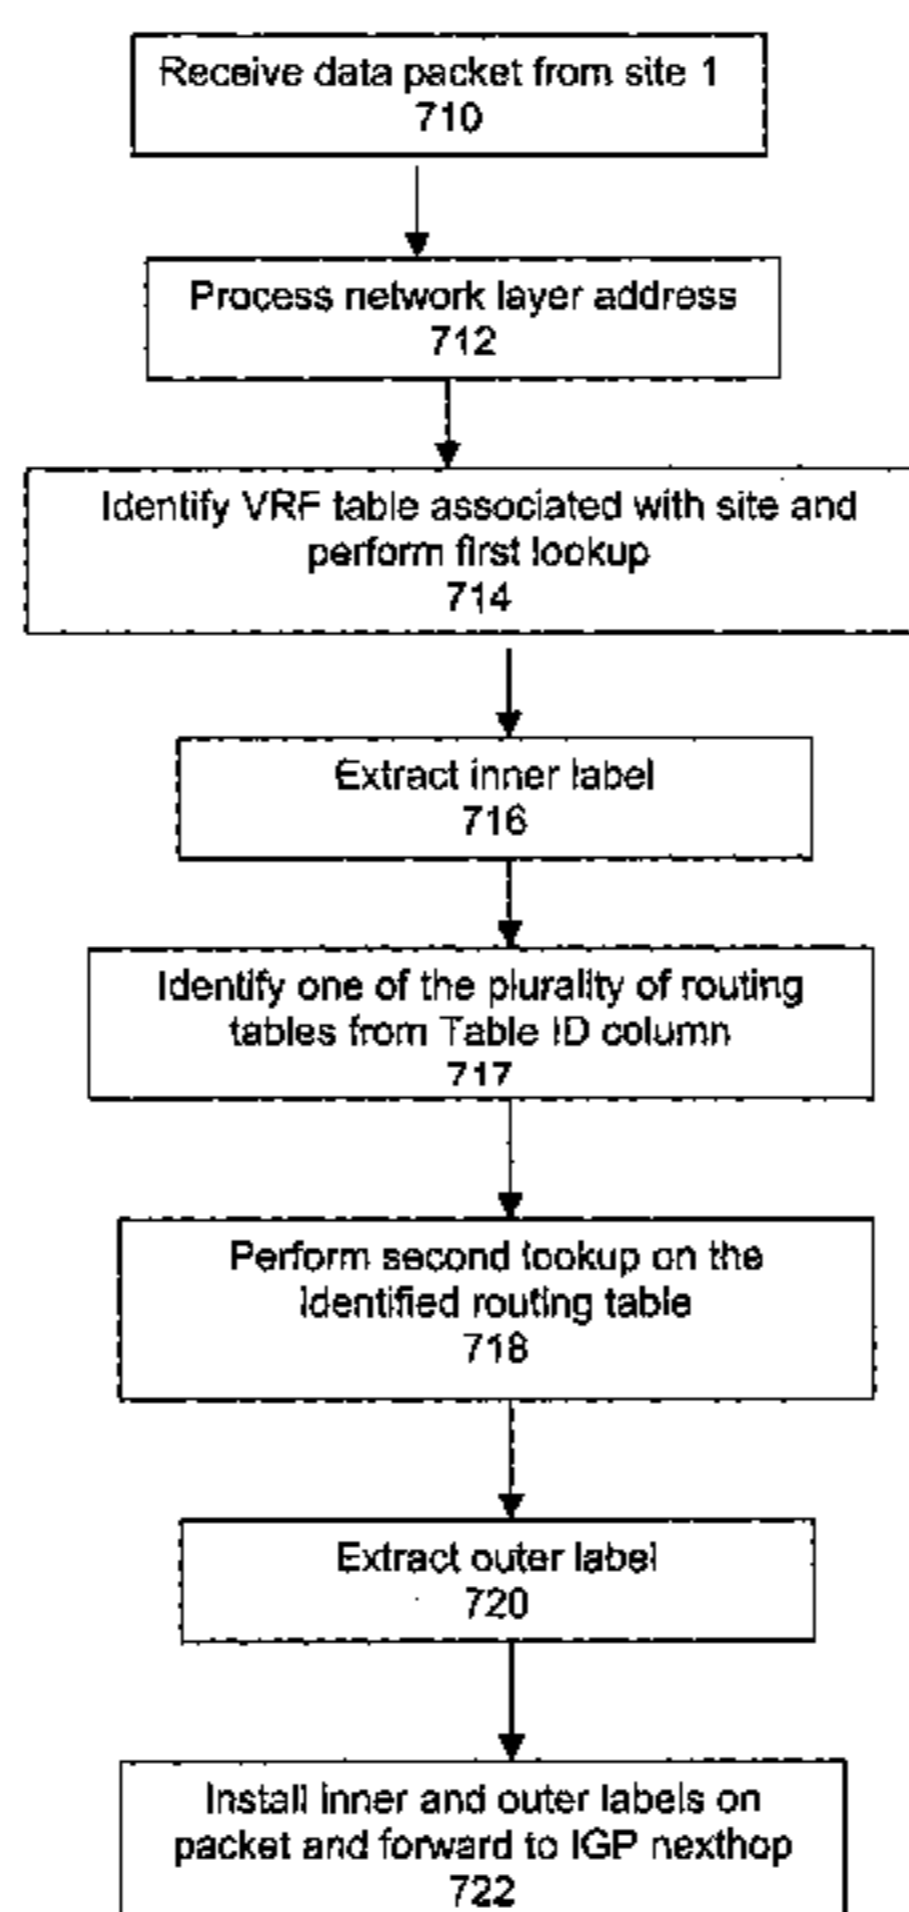 Receive data packet from site 1
710
Process network layer address
712
Identify VRF table associated with site and
perform first lookup
714
Extract inner label
716
Identify one of the plurality of routing
tables from Table ID column
717
Perform second lookup on the
identified routing table
718
Extract outer label
720
Install inner and outer labels on
packet and forward to IGP nexthop
722